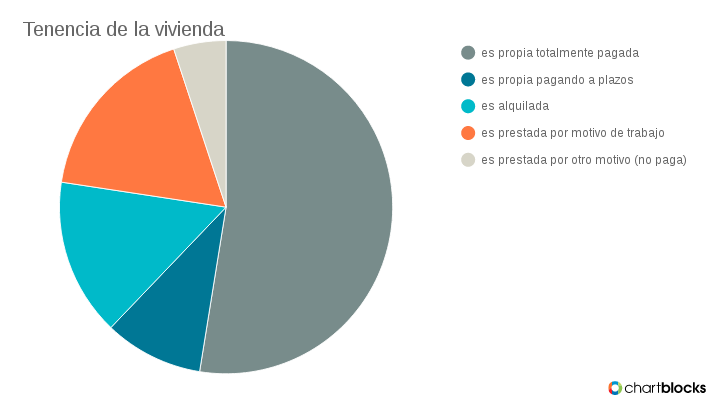 Tenencia de la vivienda
es propia totalmente pagada
es propia pagando a plazos
es alquilada
es prestada por motivo de trabajo
es prestada por otro motivo (no paga)
chartblocks